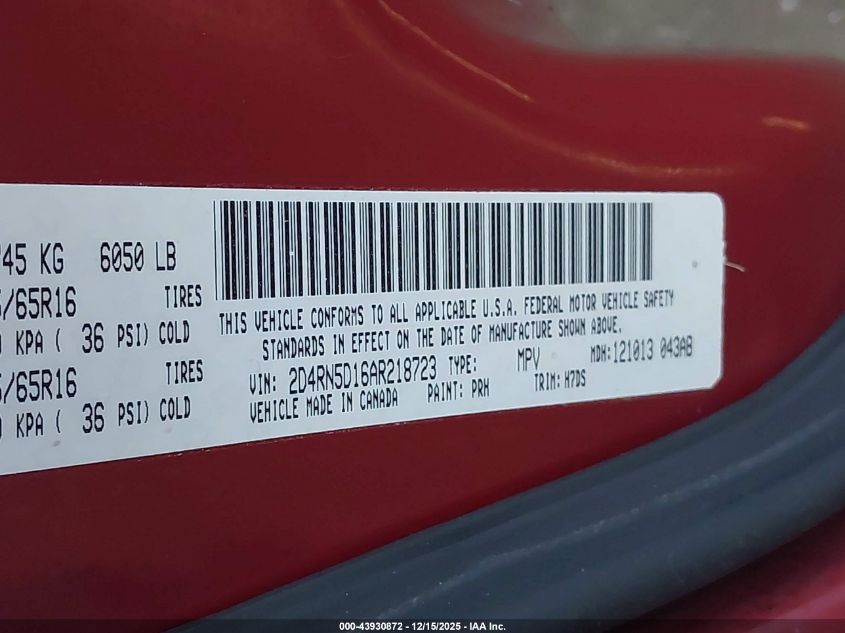 45 KG 6050 LB
/65R16 TIRES
KPA ( 36 PSI) COLD
/65R16 TIRES
KPA ( 36 PSI) COLD
THIS VEHICLE CONFORMS TO ALL APPLICABLE U.S.A. FEDERAL MOTOR VEHICLE SAFETY
STANDARDS IN EFFECT ON THE DATE OF MANUFACTURE SHOWN ABOVE.
VIN: 2D4RN5D16AR218723 TYPE: MPV MDH: 121013 043AB
VEHICLE MADE IN CANADA PAINT: PRH TRIM: H7DS
000-43930872 - 12/15/2025 - IAA Inc.